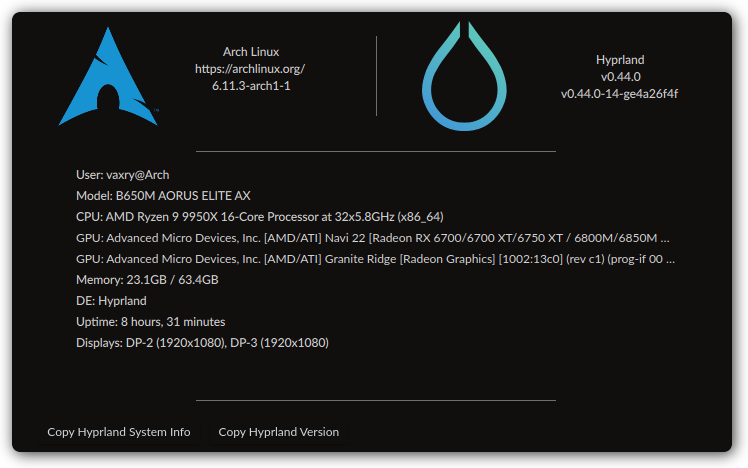 Arch Linux
https://archlinux.org/
6.11.3-arch1-1
Hyprland
v0.44.0
v0.44.0-14-ge4a26f4f
User: vaxry@Arch
Model: B650M AORUS ELITE AX
CPU: AMD Ryzen 9 9950X 16-Core Processor at 32x5.8GHz (x86_64)
GPU: Advanced Micro Devices, Inc. [AMD/ATI] Navi 22 [Radeon RX 6700/6700 XT/6750 XT / 6800M/6850M ...
GPU: Advanced Micro Devices, Inc. [AMD/ATI] Granite Ridge [Radeon Graphics] [1002:13c0] (rev c1) (prog-if 00 ...
Memory: 23.1GB / 63.4GB
DE: Hyprland
Uptime: 8 hours, 31 minutes
Displays: DP-2 (1920x1080), DP-3 (1920x1080)
Copy Hyprland System Info
Copy Hyprland Version